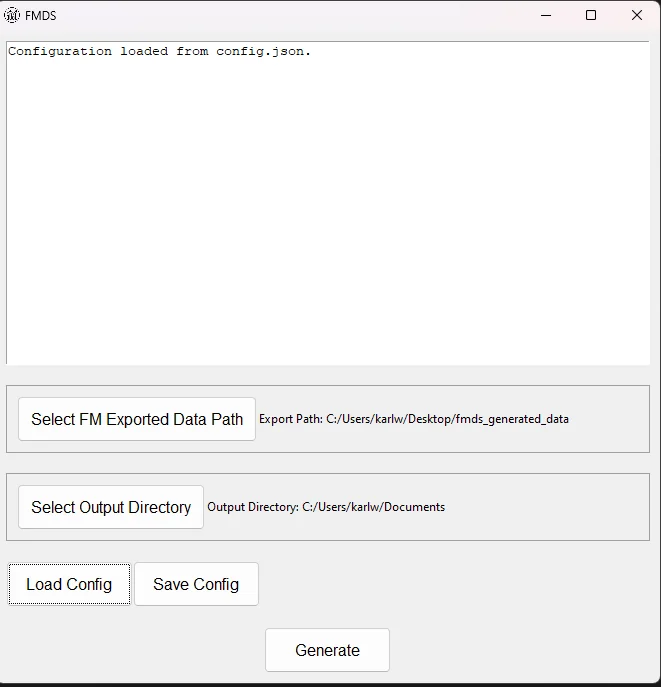 FMDS
Configuration loaded from config.json.
Select FM Exported Data Path Export Path: C:/Users/karlw/Desktop/fmds_generated_data
Select Output Directory Output Directory: C:/Users/karlw/Documents
Load Config Save Config
Generate